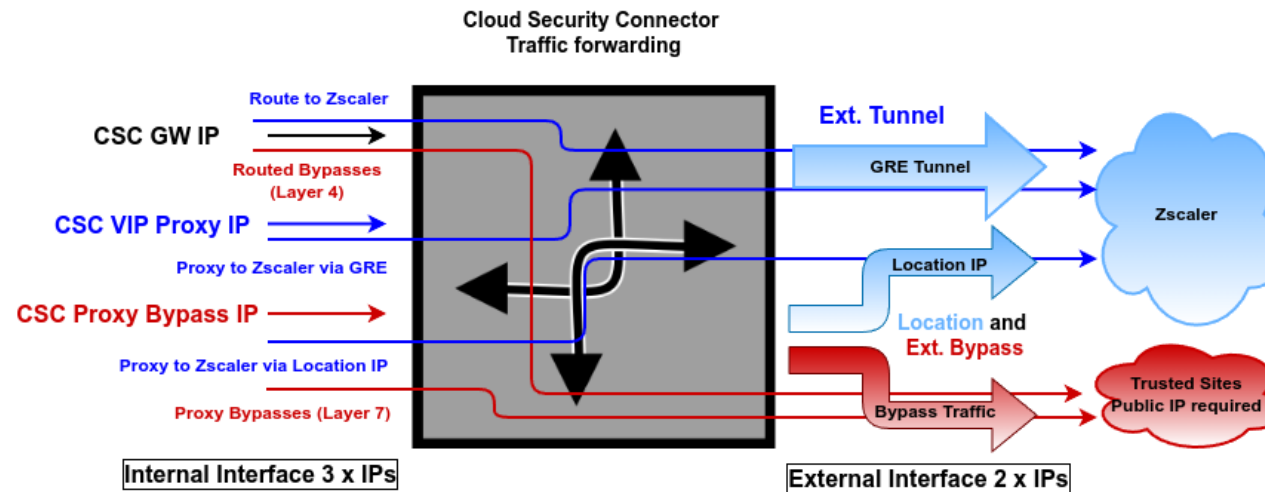 Cloud Security Connector
Traffic forwarding
Route to Zscaler
CSC GW IP
Routed Bypasses
(Layer 4)
CSC VIP Proxy IP
Proxy to Zscaler via GRE
CSC Proxy Bypass IP
Proxy to Zscaler via Location IP
Proxy Bypasses (Layer 7)
Internal Interface 3 x IPs
Ext. Tunnel
GRE Tunnel
Zscaler
Location IP
Location and
Ext. Bypass
Bypass Traffic
Trusted Sites
Public IP required
External Interface 2 x IPs